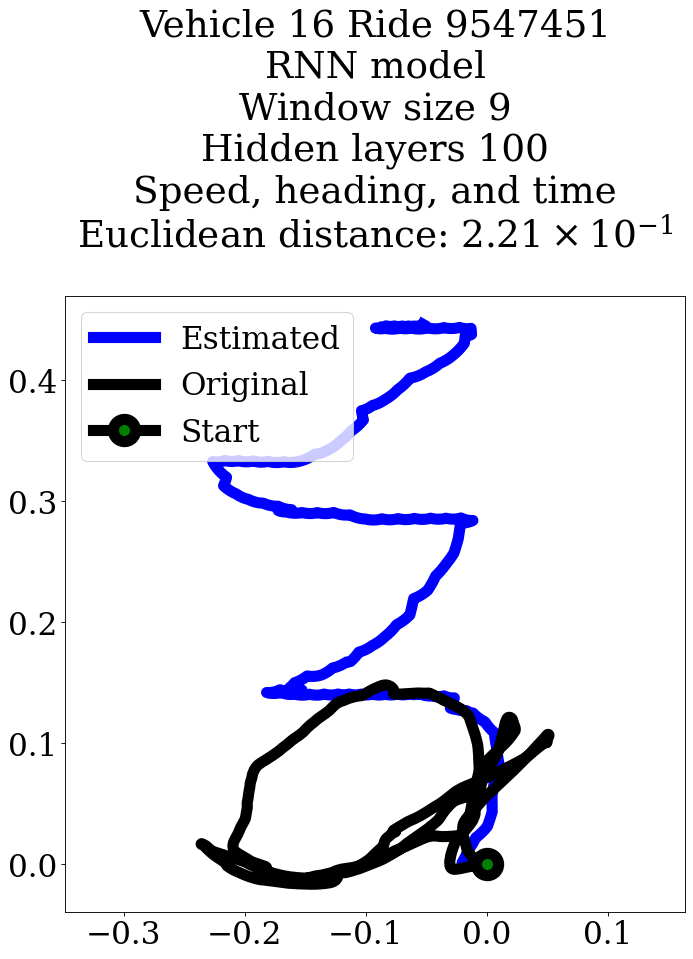 Vehicle 16 Ride 9547451
RNN model
Window size 9
Hidden layers 100
Speed, heading, and time
Euclidean distance: 2.21 × 10⁻¹
Estimated
Original
Start
0.4
0.3
0.2
0.1
0.0
−0.3 −0.2 −0.1 0.0 0.1